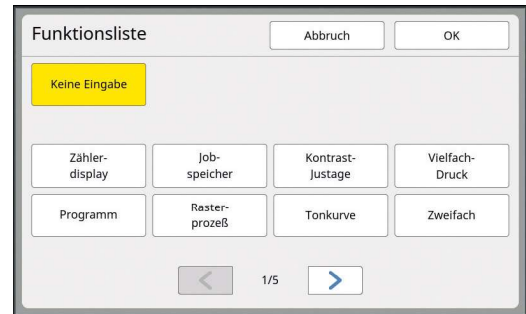 Funktionsliste
Abbruch
OK
Keine Eingabe
Zähler-
display
Job-
speicher
Kontrast-
Justage
Vielfach-
Druck
Programm
Raster-
prozeß
Tonkurve
Zweifach
1/5